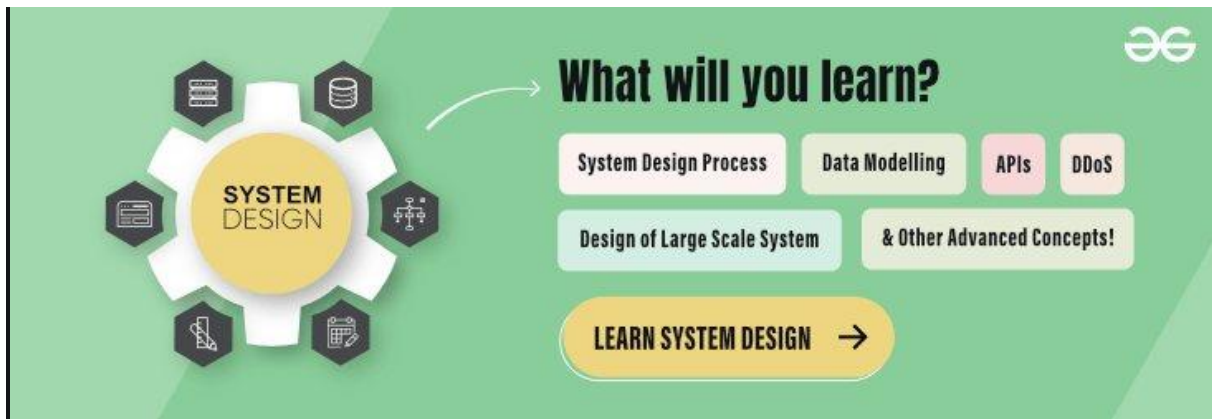 SYSTEM
DESIGN
What will you learn?
System Design Process
Data Modelling
APIs
DDoS
Design of Large Scale System
& Other Advanced Concepts!
LEARN SYSTEM DESIGN →